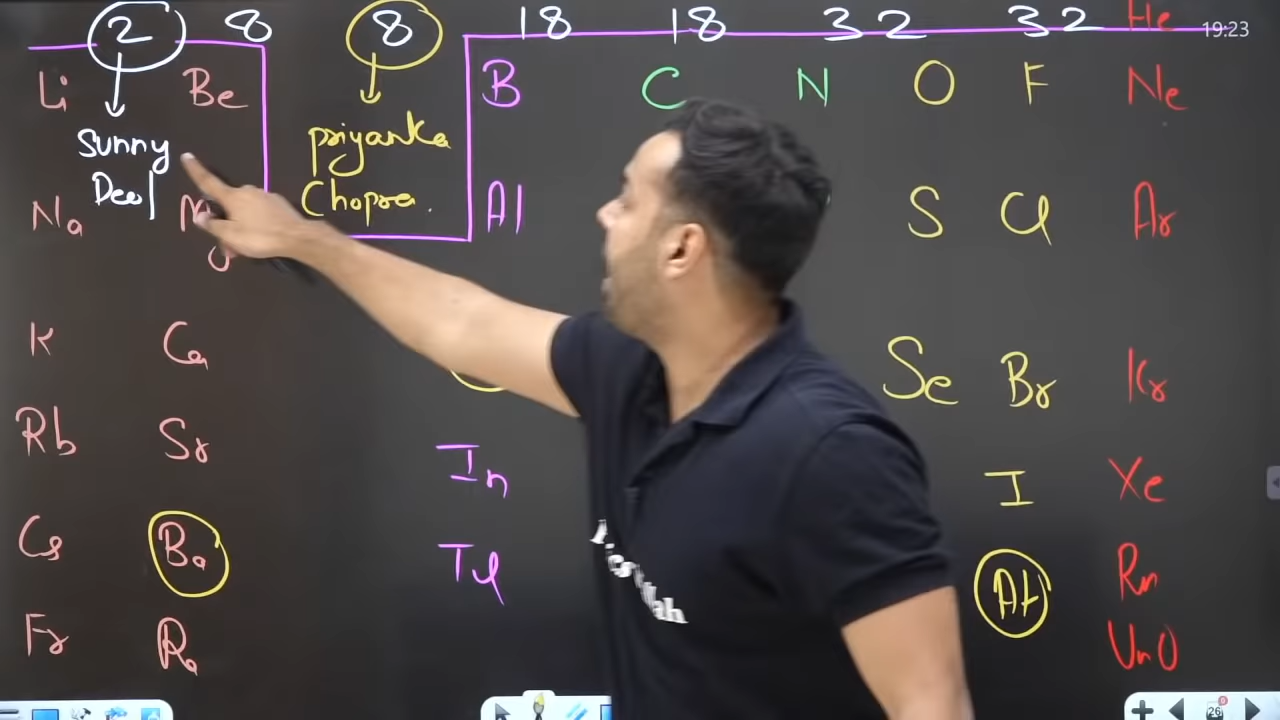 2 8 8 18 18 32 32 He
19:23
Li Be B C N O F Ne
Sunny
Deol
priyanka
Chopra.
Na Al S Cl Ar
K Ca Se Br Kr
Rb Sr In I Xe
Cs Ba Tl At Rn
Fr Ra UnO
26